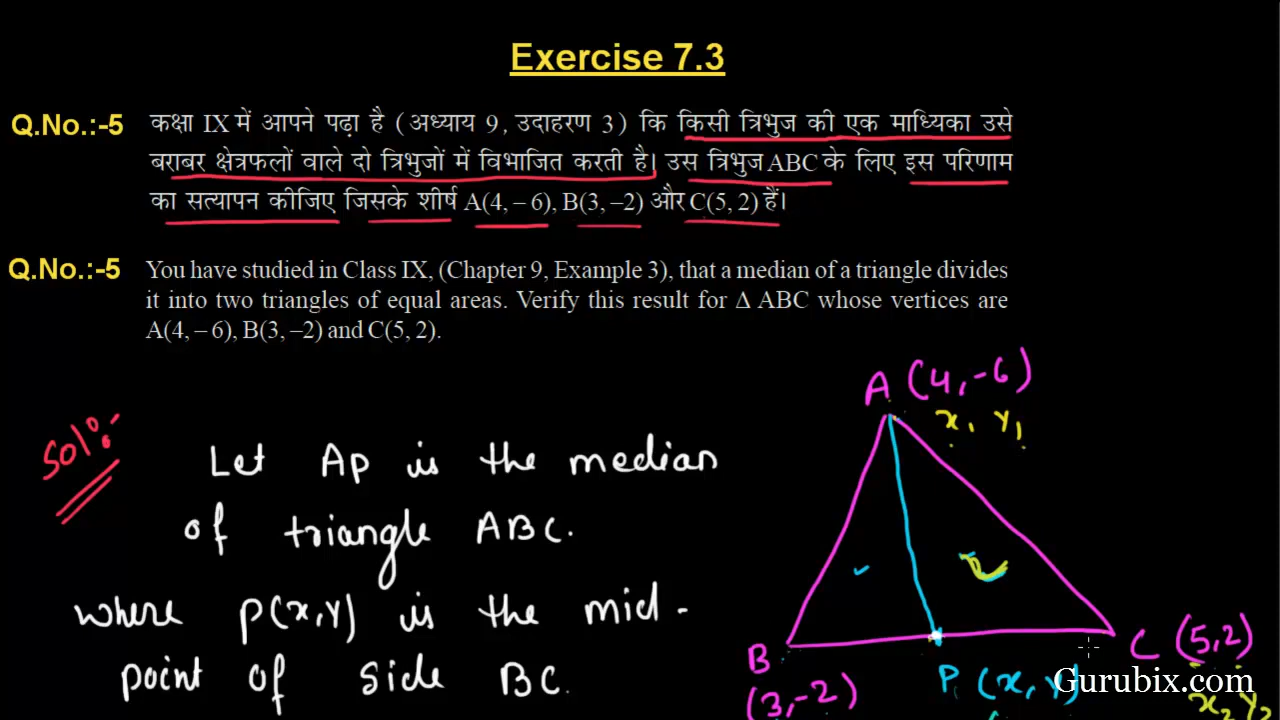 Exercise 7.3
Q.No.:-5 कक्षा IX में आपने पढ़ा है (अध्याय 9, उदाहरण 3) कि किसी त्रिभुज की एक माध्यिका उसे
बराबर क्षेत्रफलों वाले दो त्रिभुजों में विभाजित करती है। उस त्रिभुज ABC के लिए इस परिणाम
का सत्यापन कीजिए जिसके शीर्ष A(4, – 6), B(3, –2) और C(5, 2) हैं।
Q.No.:-5 You have studied in Class IX, (Chapter 9, Example 3), that a median of a triangle divides
it into two triangles of equal areas. Verify this result for Δ ABC whose vertices are
A(4, – 6), B(3, –2) and C(5, 2).
A (4, -6)
x1 y1
Sol:-
Let AP is the median
of triangle ABC.
where P(x, y) is the mid -
point of side BC.
B
(3, -2)
P (x, y)
C (5, 2)
x2 y2
Gurubix.com